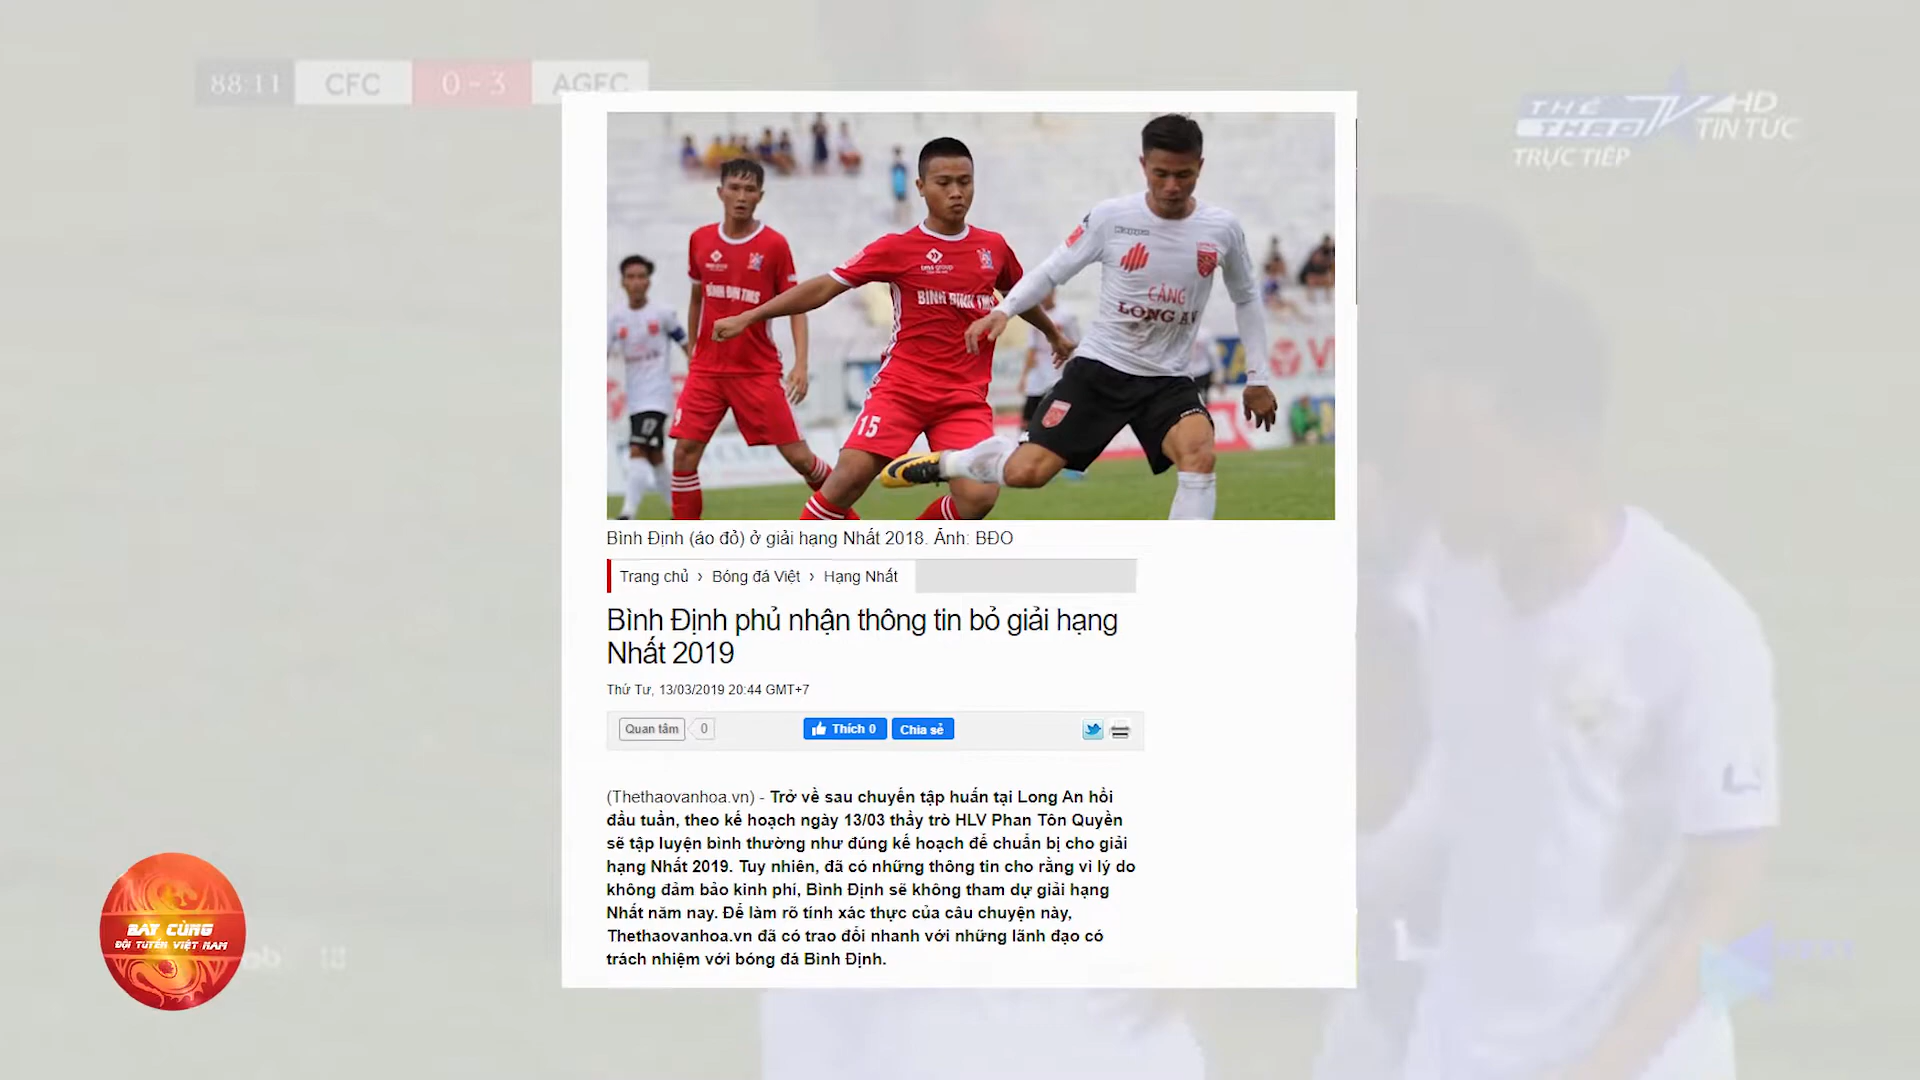 88:11 CFC 0 - 3 AGFC
THỂ THAO TV HD
TIN TỨC
TRỰC TIẾP
BÌNH ĐỊNH TMS
tms group
BÌNH ĐỊNH TMS
15
Kappa
CẢNG
LONG AN
17
Bình Định (áo đỏ) ở giải hạng Nhất 2018. Ảnh: BĐO
Trang chủ › Bóng đá Việt › Hạng Nhất
Bình Định phủ nhận thông tin bỏ giải hạng
Nhất 2019
Thứ Tư, 13/03/2019 20:44 GMT+7
Quan tâm 0 Thích 0 Chia sẻ
(Thethaovanhoa.vn) - Trở về sau chuyến tập huấn tại Long An hồi
đầu tuần, theo kế hoạch ngày 13/03 thầy trò HLV Phan Tôn Quyền
sẽ tập luyện bình thường như đúng kế hoạch để chuẩn bị cho giải
hạng Nhất 2019. Tuy nhiên, đã có những thông tin cho rằng vì lý do
không đảm bảo kinh phí, Bình Định sẽ không tham dự giải hạng
Nhất năm nay. Để làm rõ tính xác thực của câu chuyện này,
Thethaovanhoa.vn đã có trao đổi nhanh với những lãnh đạo có
trách nhiệm với bóng đá Bình Định.
BAY CÙNG
ĐỘI TUYỂN VIỆT NAM
18